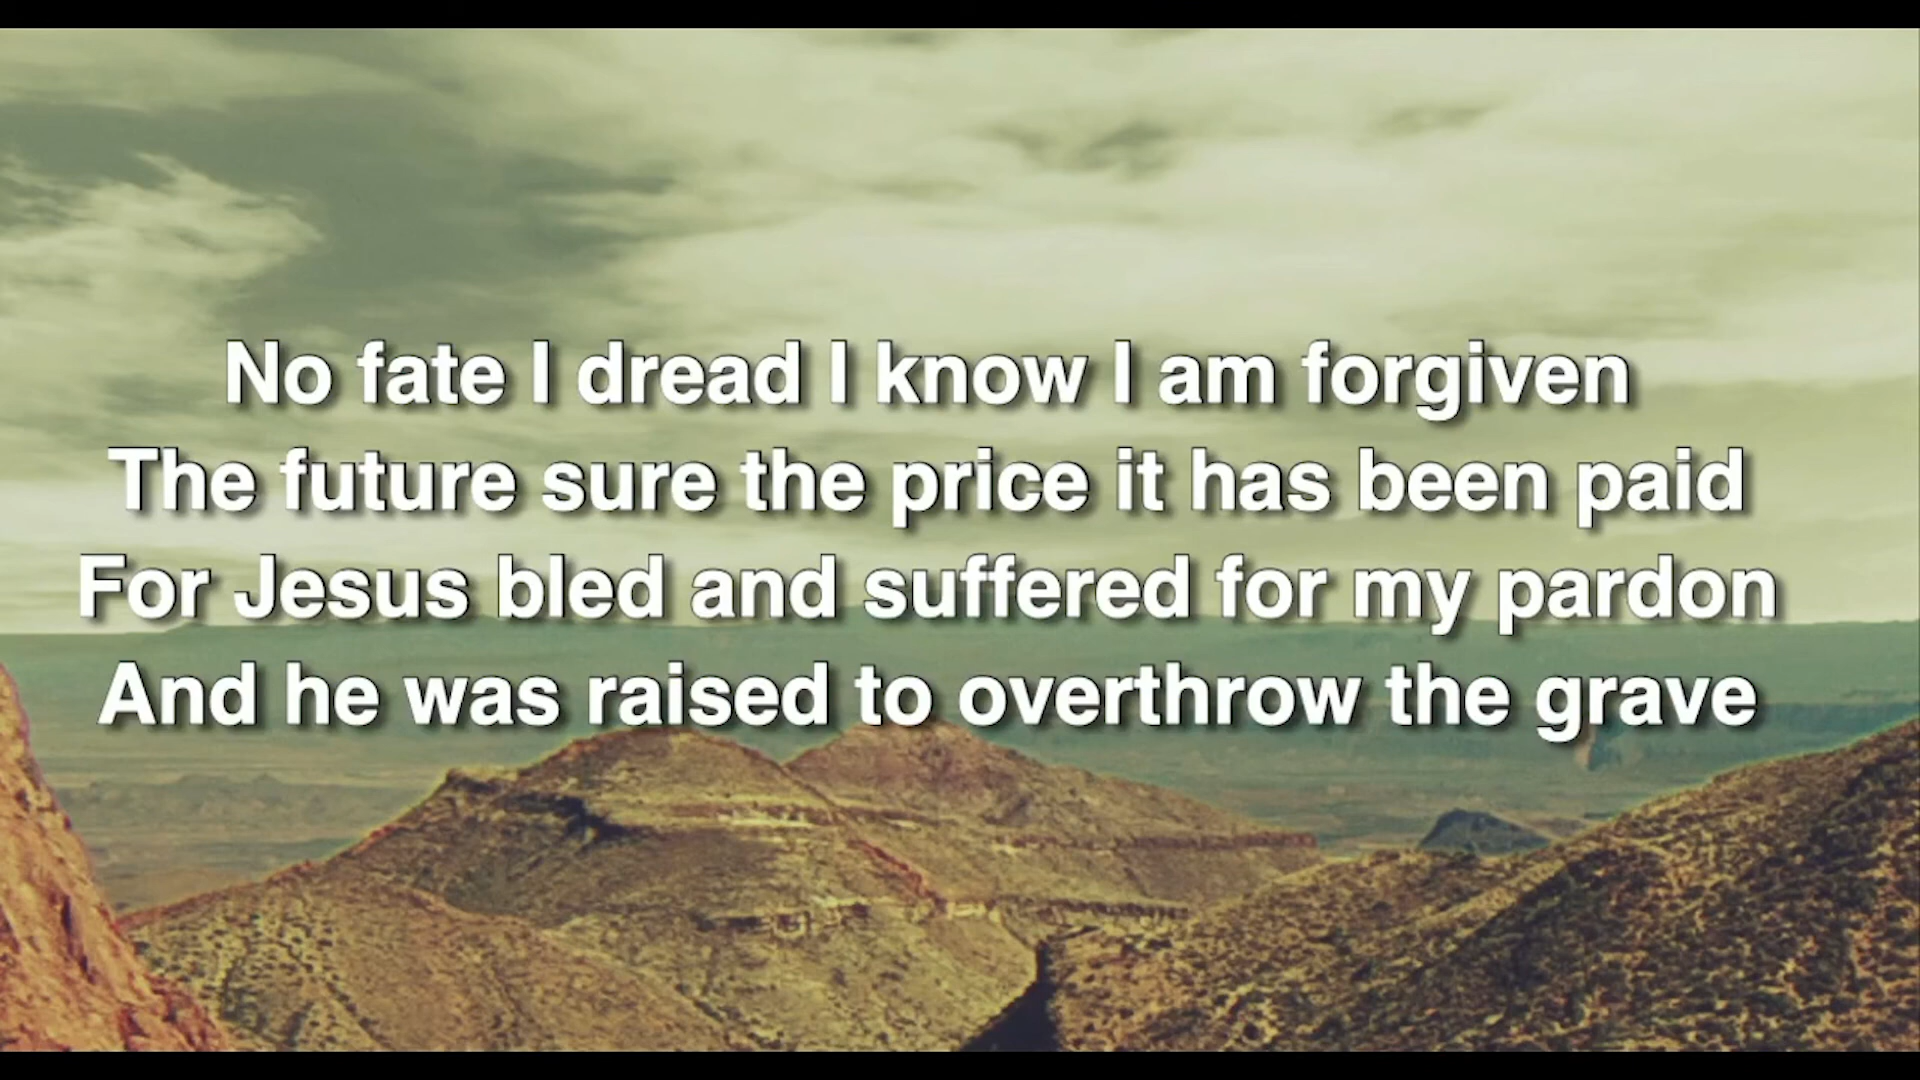 No fate I dread I know I am forgiven
The future sure the price it has been paid
For Jesus bled and suffered for my pardon
And he was raised to overthrow the grave